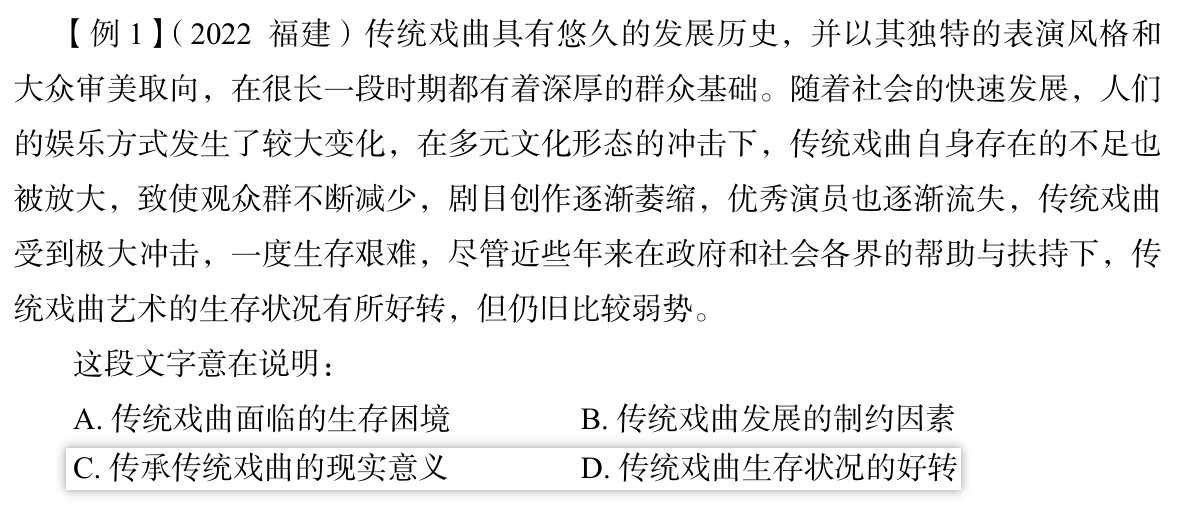 【例 1】（2022 福建）传统戏曲具有悠久的发展历史，并以其独特的表演风格和
大众审美取向，在很长一段时期都有着深厚的群众基础。随着社会的快速发展，人们
的娱乐方式发生了较大变化，在多元文化形态的冲击下，传统戏曲自身存在的不足也
被放大，致使观众群不断减少，剧目创作逐渐萎缩，优秀演员也逐渐流失，传统戏曲
受到极大冲击，一度生存艰难，尽管近些年来在政府和社会各界的帮助与扶持下，传
统戏曲艺术的生存状况有所好转，但仍旧比较弱势。
这段文字意在说明：
A. 传统戏曲面临的生存困境 B. 传统戏曲发展的制约因素
C. 传承传统戏曲的现实意义 D. 传统戏曲生存状况的好转